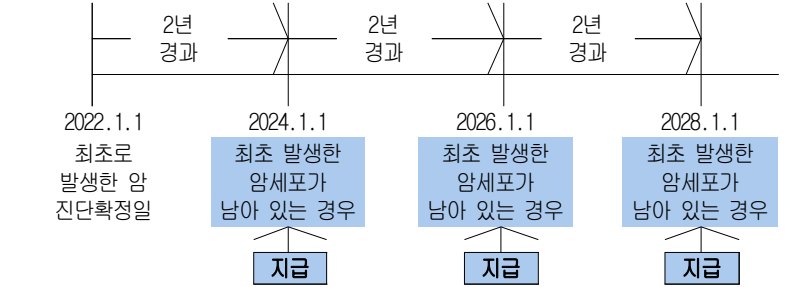 2년
경과
2년
경과
2년
경과
2022.1.1
최초로
발생한 암
진단확정일
2024.1.1
최초 발생한
암세포가
남아 있는 경우
지급
2026.1.1
최초 발생한
암세포가
남아 있는 경우
지급
2028.1.1
최초 발생한
암세포가
남아 있는 경우
지급